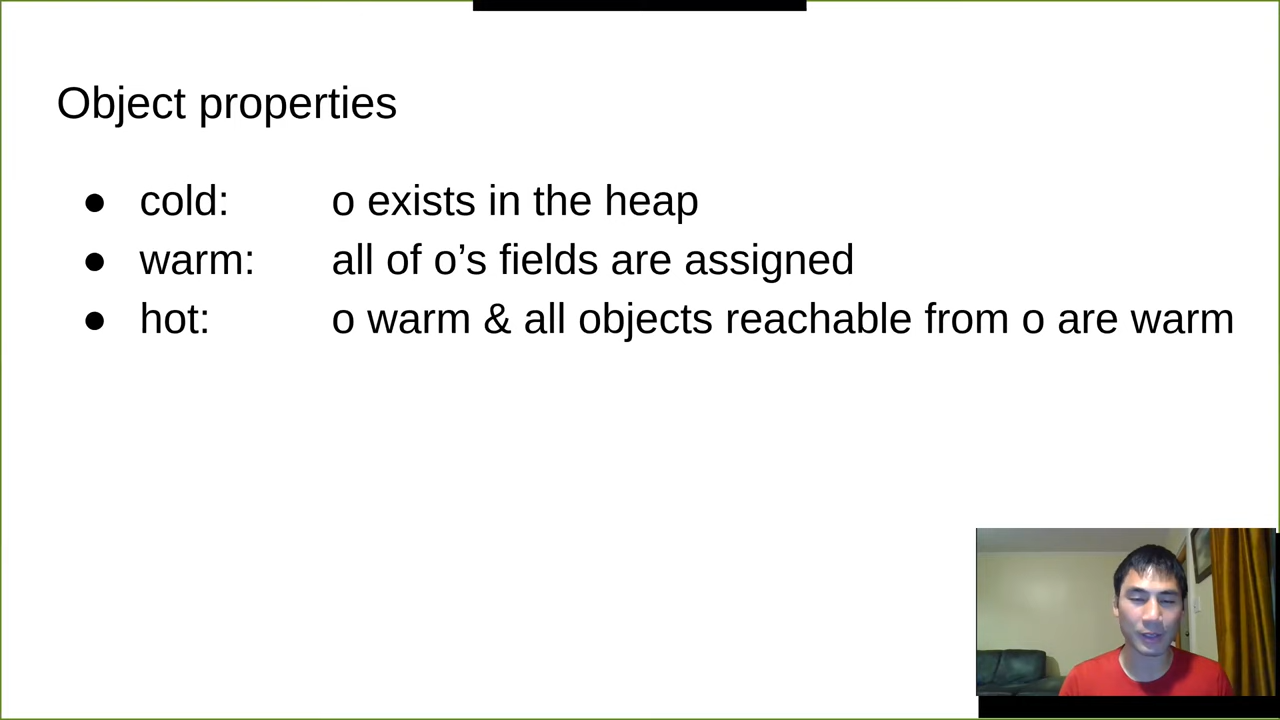 Object properties
● cold: o exists in the heap
● warm: all of o’s fields are assigned
● hot: o warm & all objects reachable from o are warm